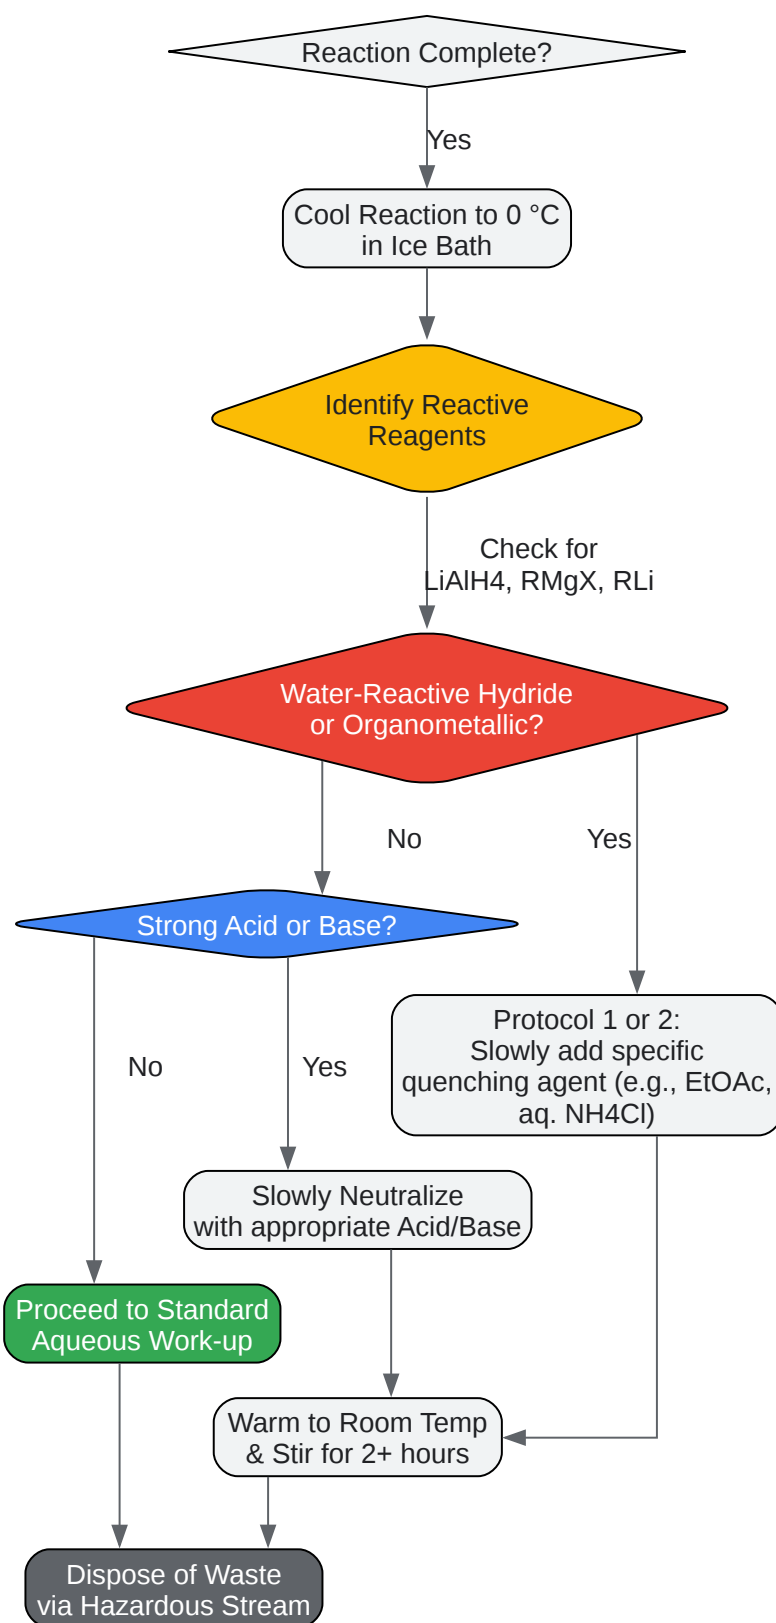 Reaction Complete?
Yes
Cool Reaction to 0 °C
in Ice Bath
Identify Reactive
Reagents
Check for
LiAlH4, RMgX, RLi
Water-Reactive Hydride
or Organometallic?
No
Yes
Strong Acid or Base?
No
Yes
Protocol 1 or 2:
Slowly add specific
quenching agent (e.g., EtOAc,
aq. NH4Cl)
Slowly Neutralize
with appropriate Acid/Base
Proceed to Standard
Aqueous Work-up
Warm to Room Temp
& Stir for 2+ hours
Dispose of Waste
via Hazardous Stream